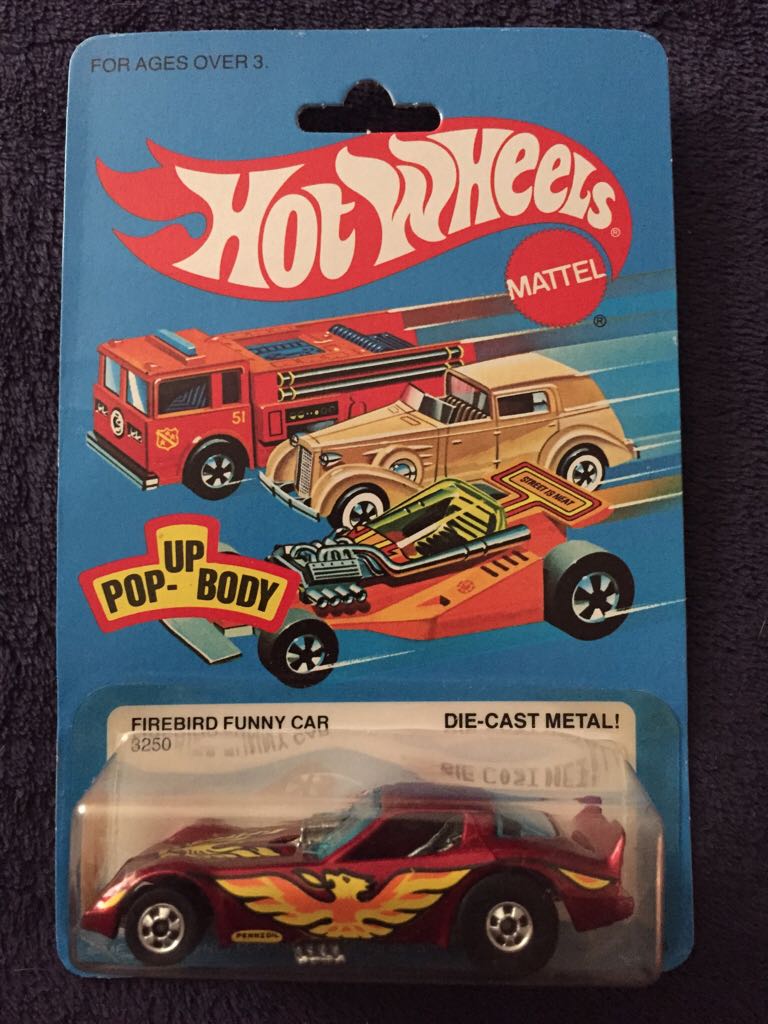 FOR AGES OVER 3.
HOT WHEELS ®
MATTEL
®
51
STREET IS NEAT
POP-UP BODY
FIREBIRD FUNNY CAR
DIE-CAST METAL!
3250
PENNZOIL